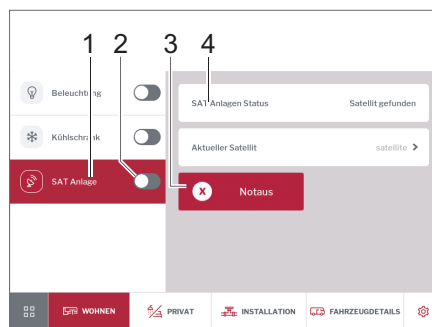 1 2 3 4
Beleuchtung
SAT Anlagen Status Satellit gefunden
Kühlschrank
Aktueller Satellit satellite
SAT Anlage
X Notaus
WOHNEN PRIVAT INSTALLATION FAHRZEUGDETAILS